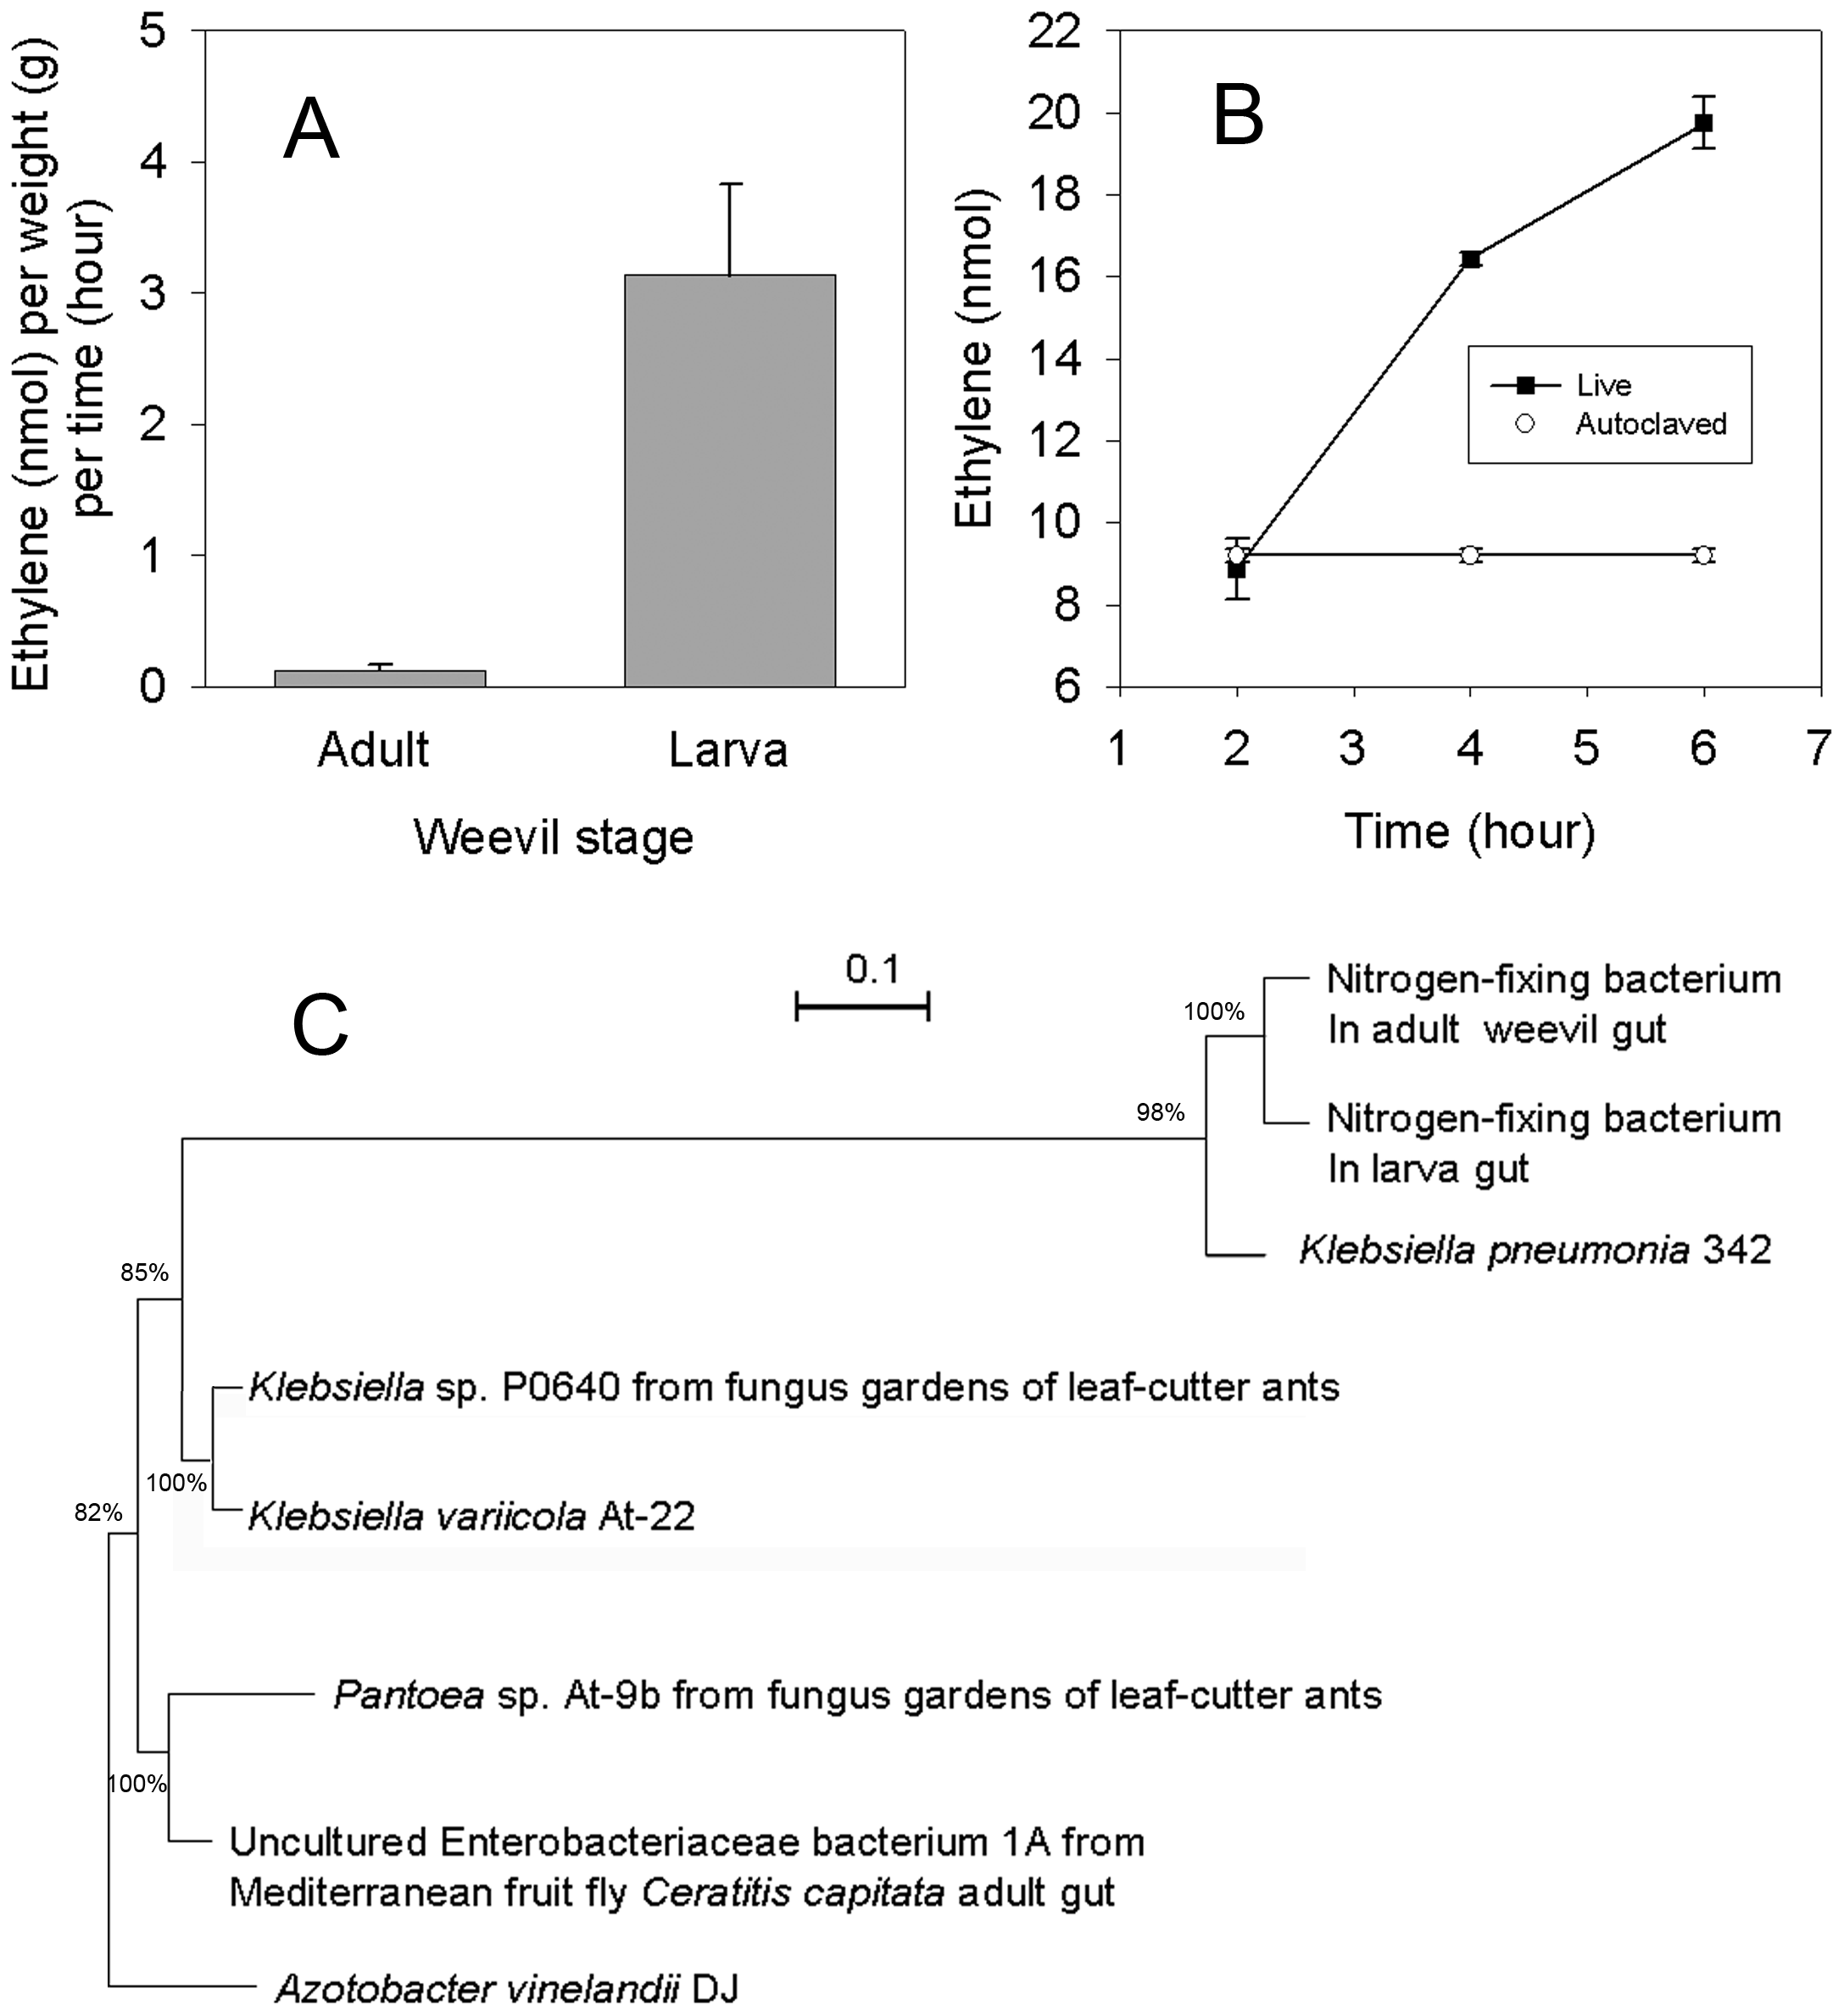 Ethylene (nmol) per weight (g)
per time (hour)
5
4
3
2
1
0
A
Adult
Larva
Weevil stage
Ethylene (nmol)
22
20
18
16
14
12
10
8
6
B
Live
Autoclaved
1
2
3
4
5
6
7
Time (hour)
C
0.1
100%
98%
85%
100%
82%
100%
Nitrogen-fixing bacterium
In adult weevil gut
Nitrogen-fixing bacterium
In larva gut
Klebsiella pneumonia 342
Klebsiella sp. P0640 from fungus gardens of leaf-cutter ants
Klebsiella variicola At-22
Pantoea sp. At-9b from fungus gardens of leaf-cutter ants
Uncultured Enterobacteriaceae bacterium 1A from
Mediterranean fruit fly Ceratitis capitata adult gut
Azotobacter vinelandii DJ